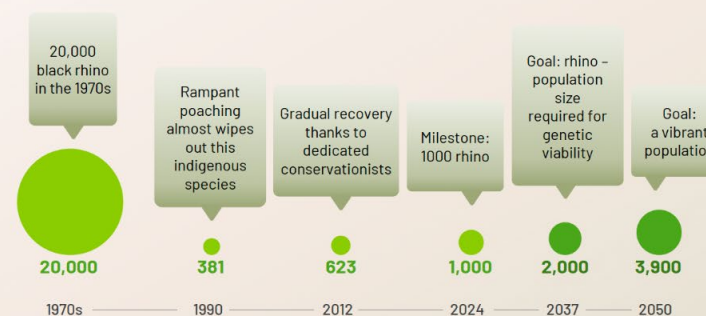 20,000
black rhino
in the 1970s
Rampant
poaching
almost wipes
out this
indigenous
species
Gradual recovery
thanks to
dedicated
conservationists
Milestone:
1000 rhino
Goal: rhino –
population
size
required for
genetic
viability
Goal:
a vibrant
populatio
20,000
381
623
1,000
2,000
3,900
1970s
1990
2012
2024
2037
2050